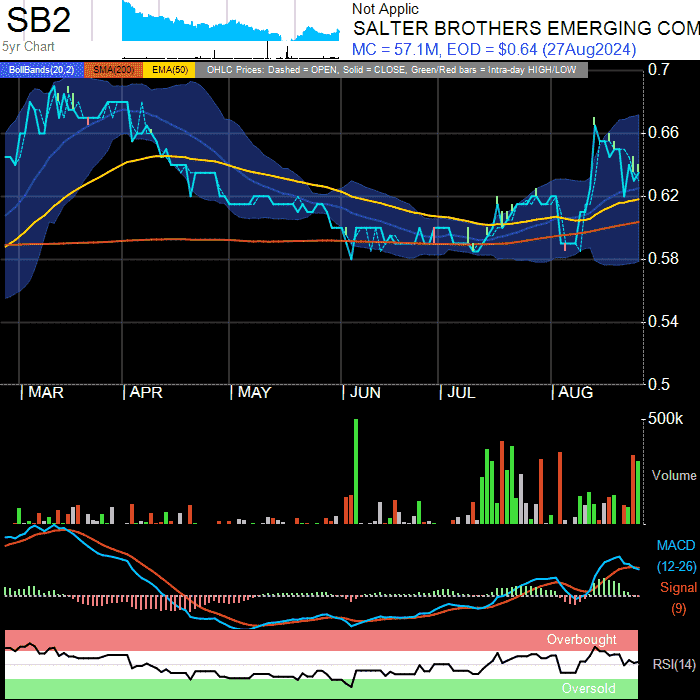 SB2
5yr Chart
Not Applic
SALTER BROTHERS EMERGING COM
MC = 57.1M, EOD = $0.64 (27Aug2024)
BollBands(20,2) SMA(200) EMA(50) OHLC Prices: Dashed = OPEN, Solid = CLOSE, Green/Red bars = Intra-day HIGH/LOW
0.7
0.66
0.62
0.58
0.54
0.5
MAR APR MAY JUN JUL AUG
500k
Volume
MACD
(12-26)
Signal
(9)
Overbought
RSI(14)
Oversold